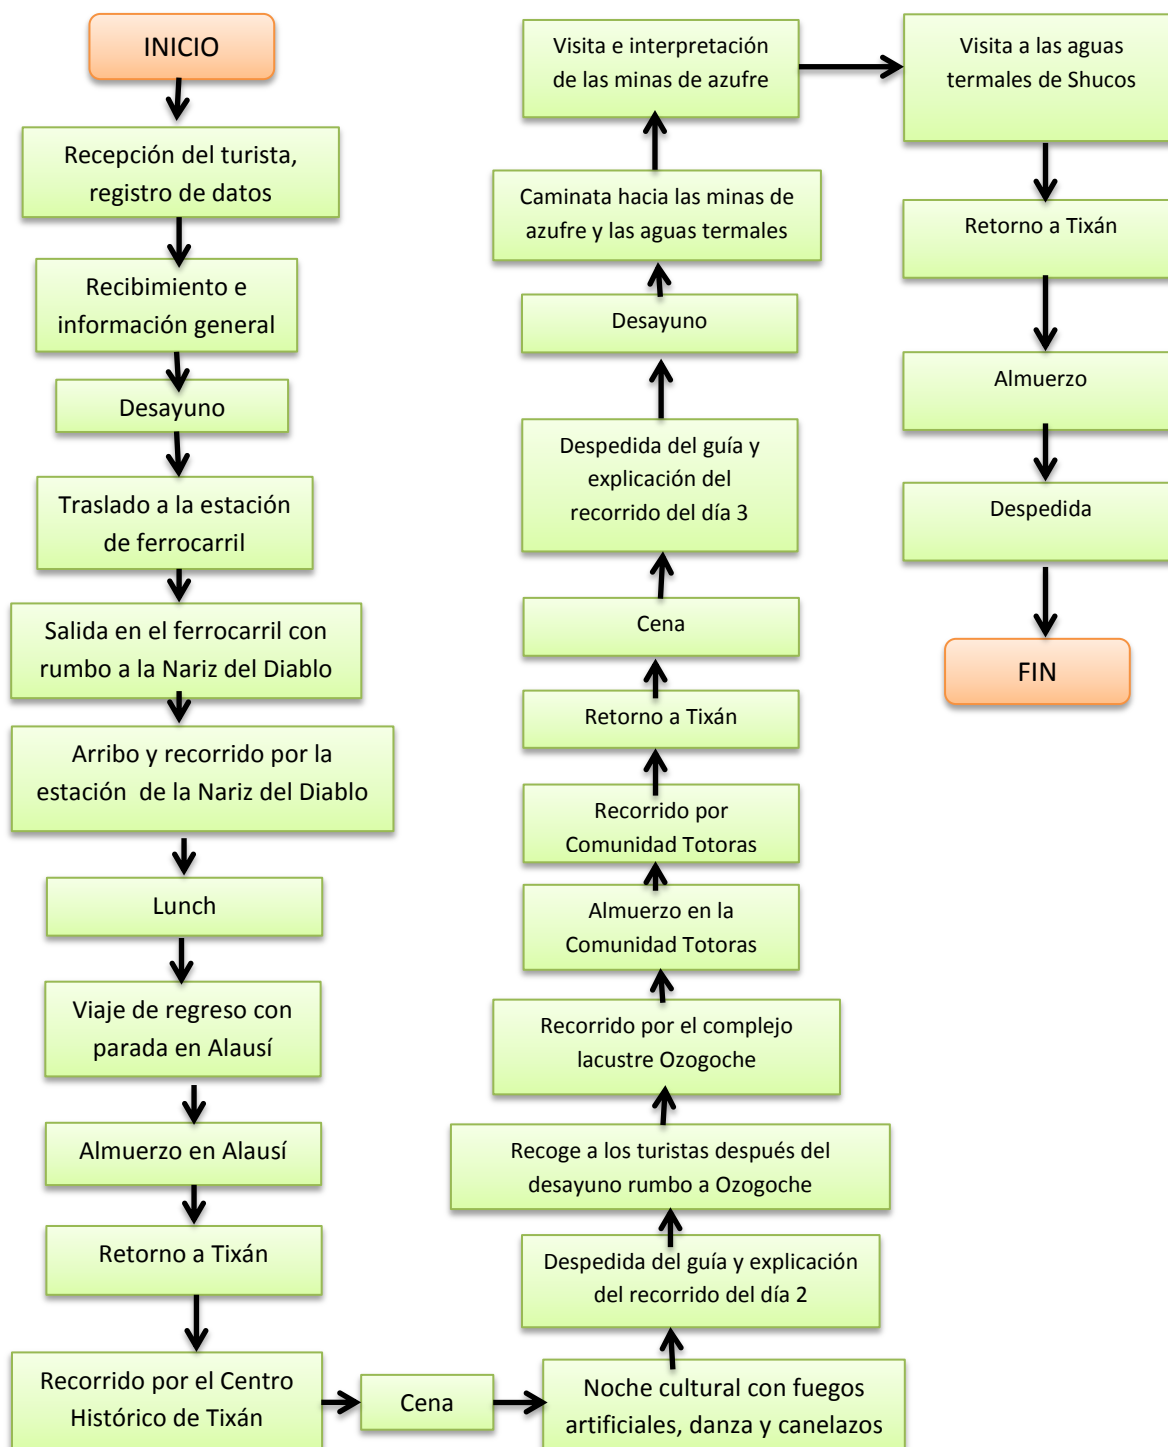 INICIO
Recepción del turista,
registro de datos
Recibimiento e
información general
Desayuno
Traslado a la estación
de ferrocarril
Salida en el ferrocarril con
rumbo a la Nariz del Diablo
Arribo y recorrido por la
estación de la Nariz del Diablo
Lunch
Viaje de regreso con
parada en Alausí
Almuerzo en Alausí
Retorno a Tixán
Recorrido por el Centro
Histórico de Tixán
Cena
Noche cultural con fuegos
artificiales, danza y canelazos
Despedida del guía y explicación
del recorrido del día 2
Recoge a los turistas después del
desayuno rumbo a Ozogoche
Recorrido por el complejo
lacustre Ozogoche
Almuerzo en la
Comunidad Totoras
Recorrido por
Comunidad Totoras
Retorno a Tixán
Cena
Despedida del guía y
explicación del
recorrido del día 3
Desayuno
Caminata hacia las minas de
azufre y las aguas termales
Visita e interpretación
de las minas de azufre
Visita a las aguas
termales de Shucos
Retorno a Tixán
Almuerzo
Despedida
FIN